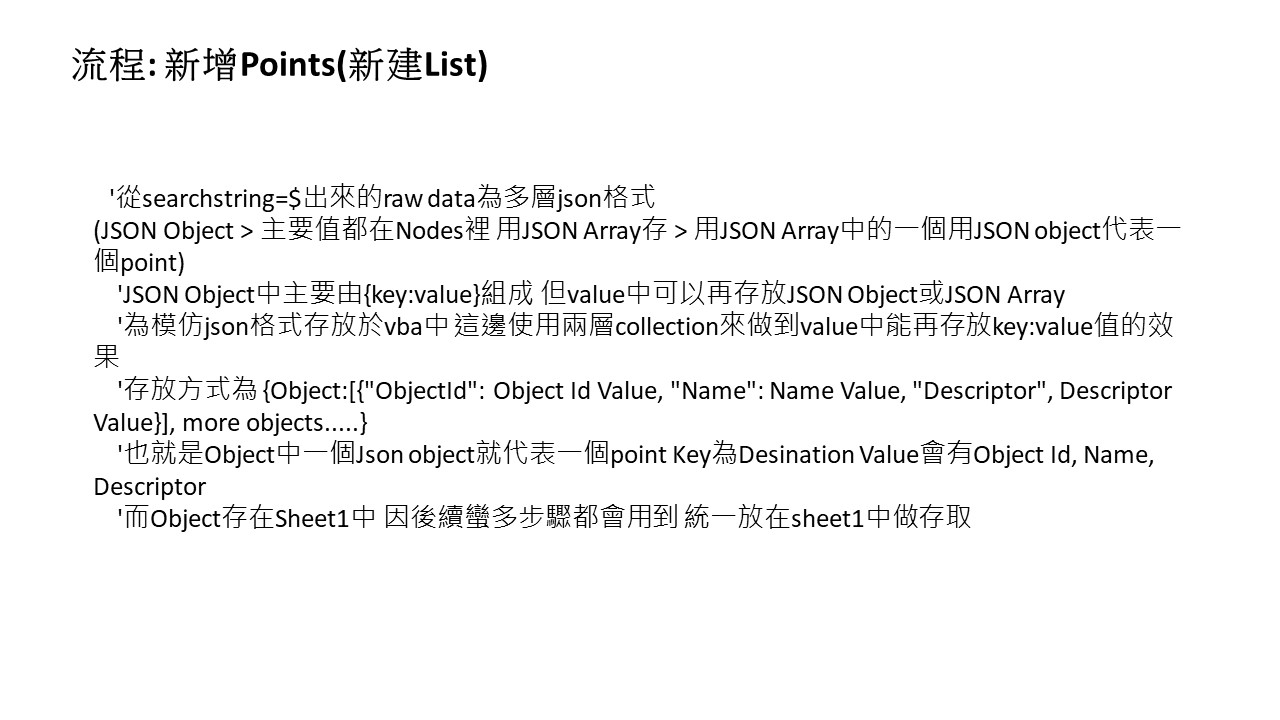 流程: 新增Points(新建List)
'從searchstring=$出來的raw data為多層json格式
(JSON Object > 主要值都在Nodes裡 用JSON Array存 > 用JSON Array中的一個用JSON object代表一
個point)
'JSON Object中主要由{key:value}組成 但value中可以再存放JSON Object或JSON Array
'為模仿json格式存放於vba中 這邊使用兩層collection來做到value中能再存放key:value值的效
果
'存放方式為 {Object:[{"ObjectId": Object Id Value, "Name": Name Value, "Descriptor", Descriptor
Value}], more objects.....}
'也就是Object中一個Json object就代表一個point Key為Desination Value會有Object Id, Name,
Descriptor
'而Object存在Sheet1中 因後續蠻多步驟都會用到 統一放在sheet1中做存取